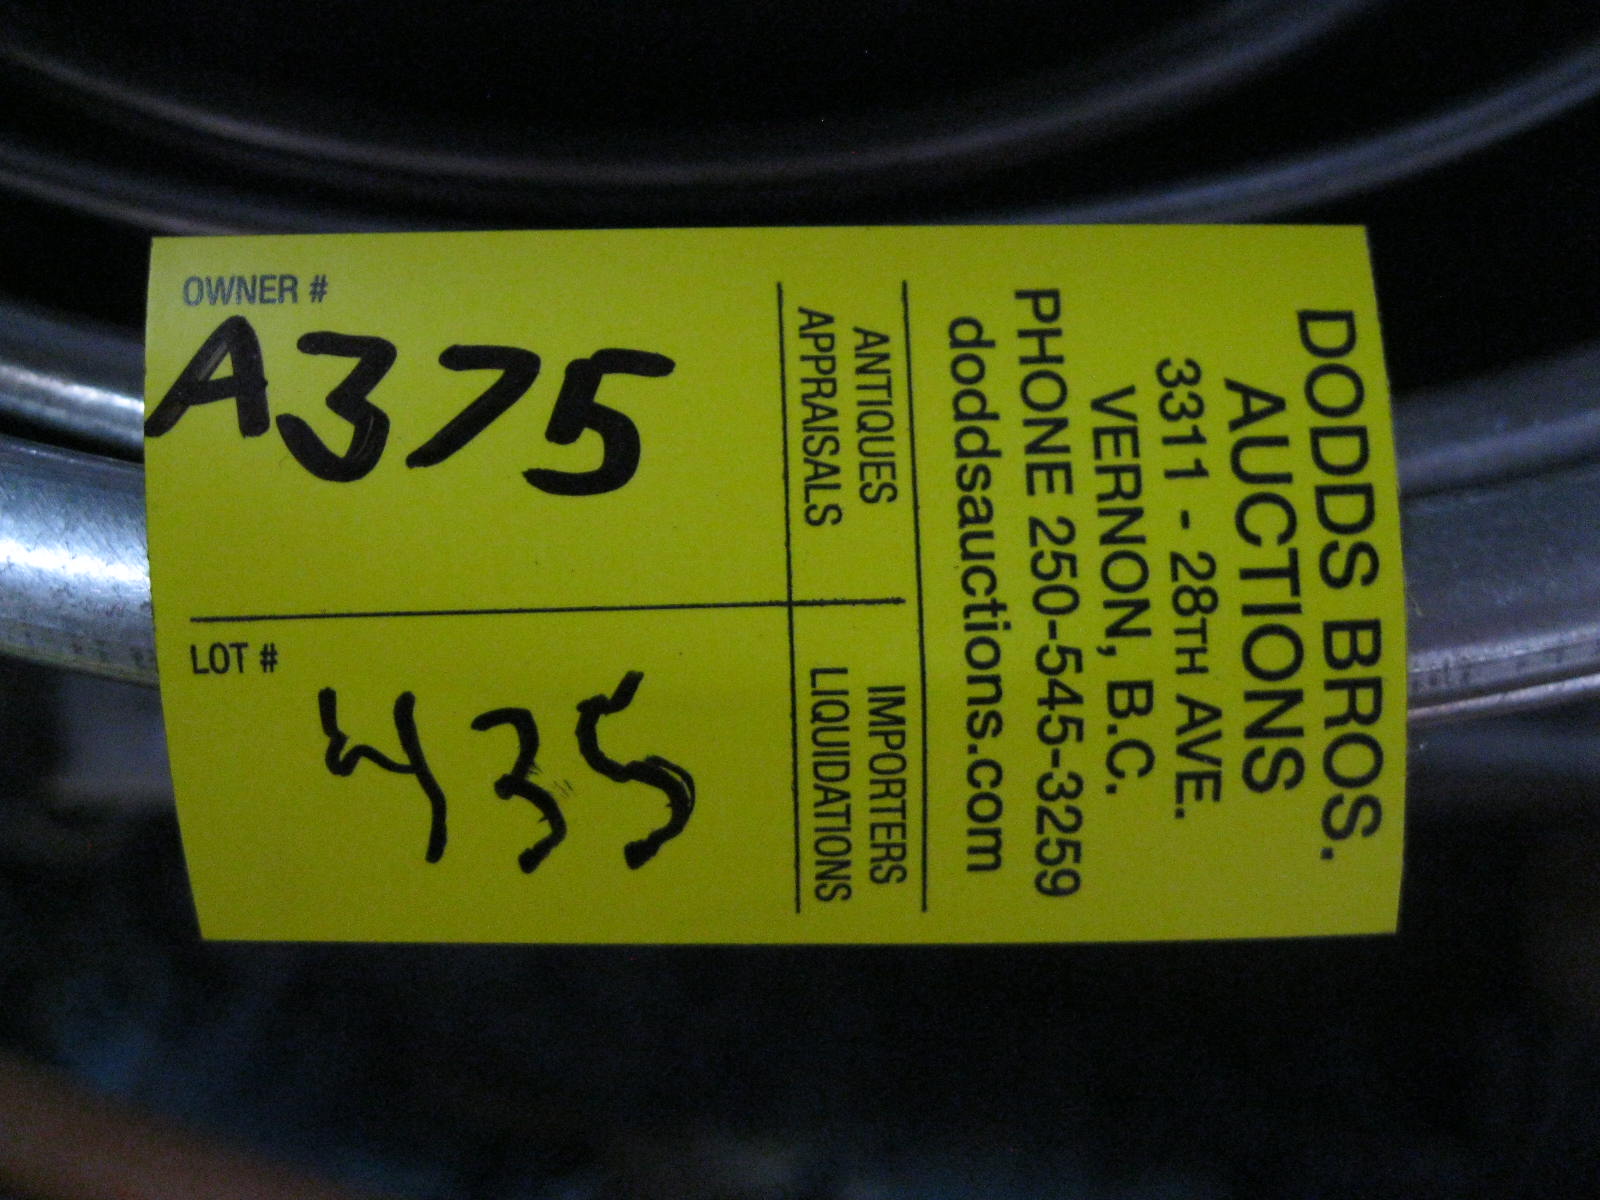 DODDS BROS.
AUCTIONS
3311 - 28TH AVE.
VERNON, B.C.
PHONE 250-545-3259
doddsauctions.com
ANTIQUES
APPRAISALS
IMPORTERS
LIQUIDATIONS
OWNER #
A375
LOT #
435